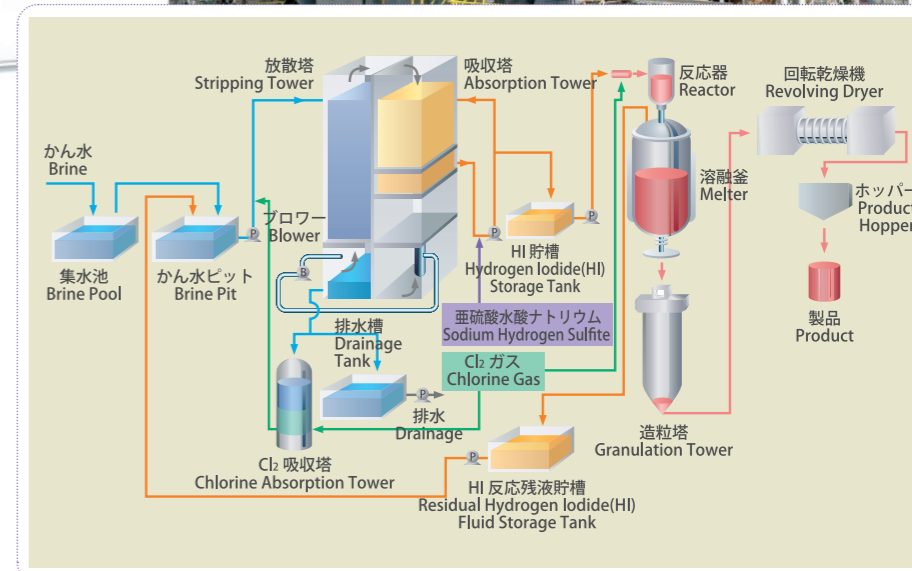 放散塔
Stripping Tower
吸収塔
Absorption Tower
反応器
Reactor
回転乾燥機
Revolving Dryer
かん水
Brine
溶融釜
Melter
ホッパー
Product
Hopper
ブロワー
Blower
P
P
P
B
集水池
Brine Pool
かん水ピット
Brine Pit
HI 貯槽
Hydrogen Iodide(HI)
Storage Tank
製品
Product
亜硫酸水酸ナトリウム
Sodium Hydrogen Sulfite
排水槽
Drainage
Tank
Cl₂ ガス
Chlorine Gas
P
排水
Drainage
造粒塔
Granulation Tower
P
Cl₂ 吸収塔
Chlorine Absorption Tower
HI 反応残液貯槽
Residual Hydrogen Iodide(HI)
Fluid Storage Tank